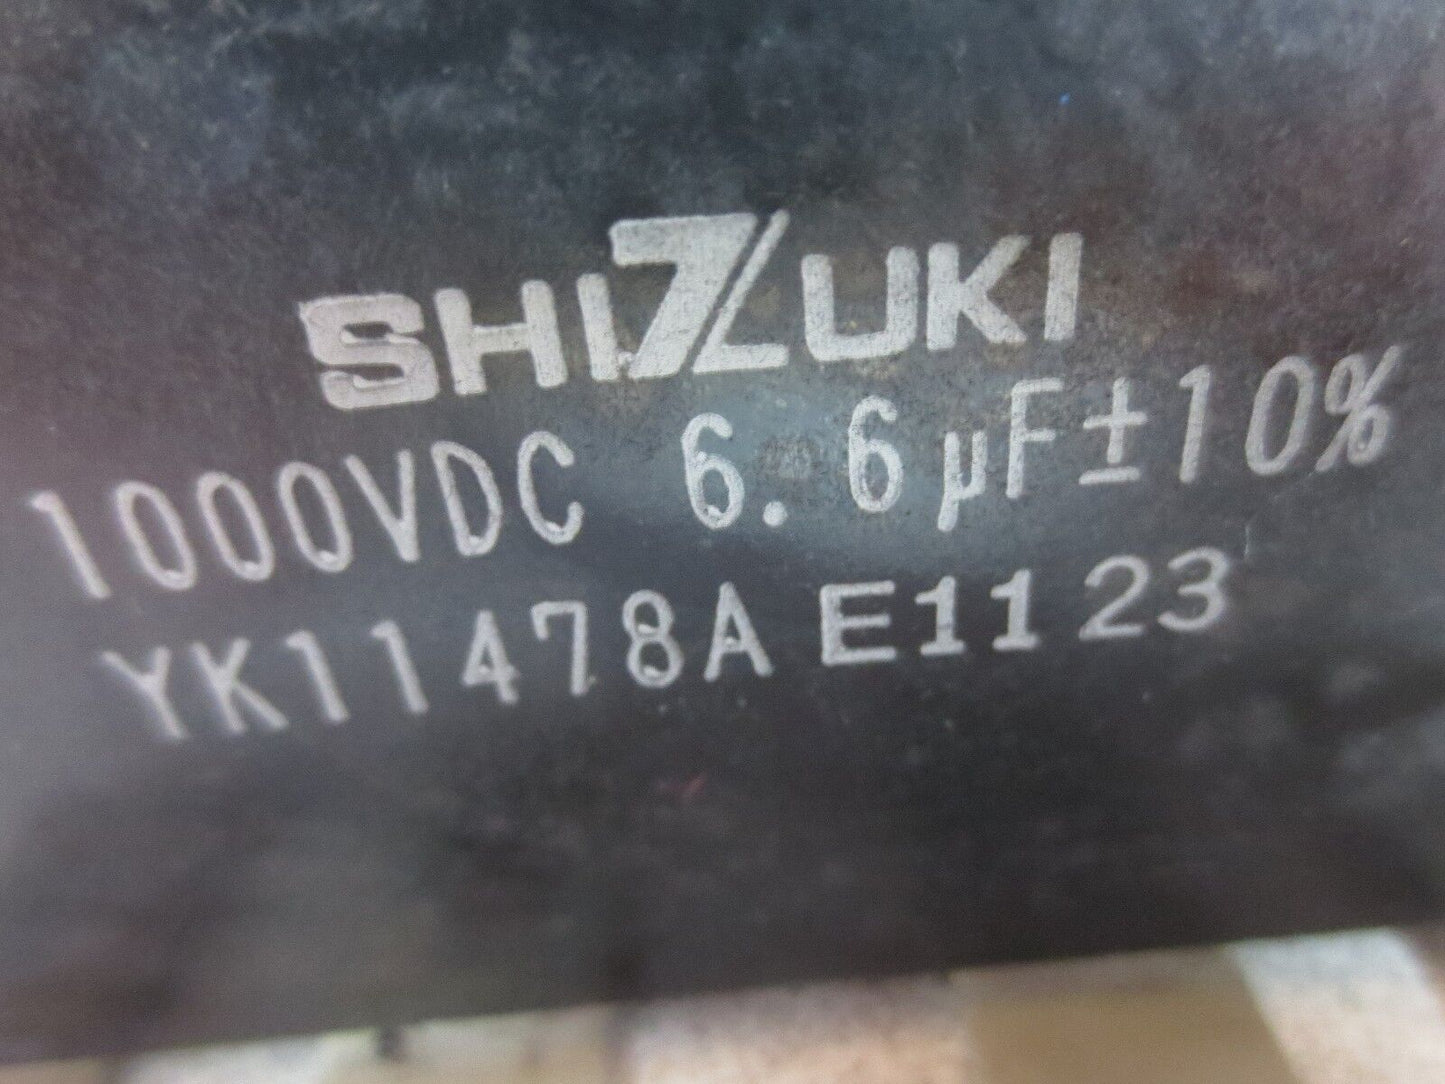 SHIZUKI
1000VDC 6.6µF±10%
YK11478A E1123